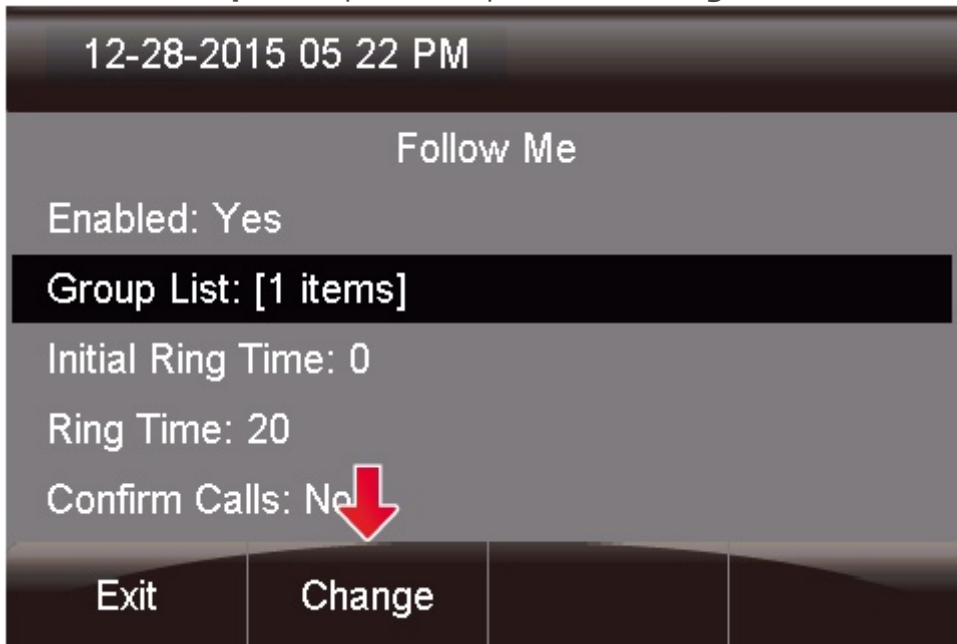 12-28-2015 05 22 PM
Follow Me
Enabled: Yes
Group List: [1 items]
Initial Ring Time: 0
Ring Time: 20
Confirm Calls: No
Exit Change